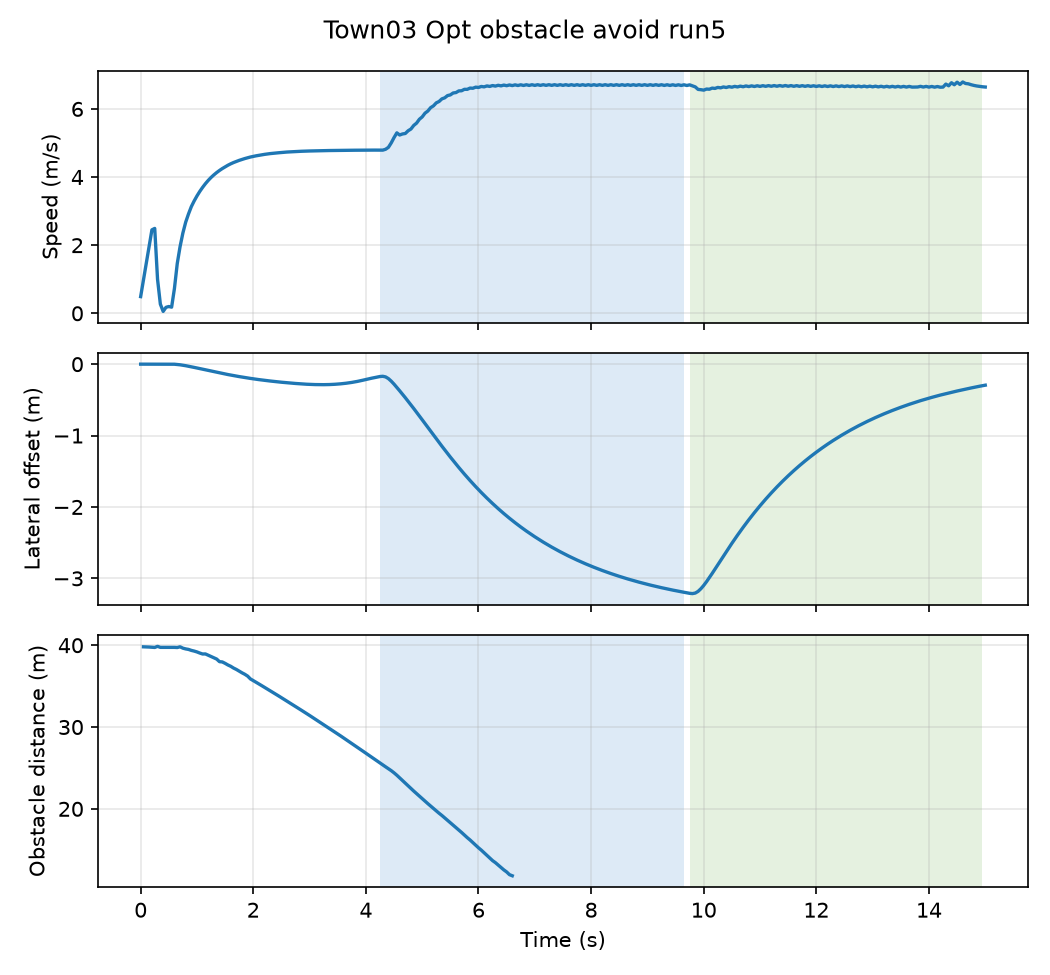 Town03 Opt obstacle avoid run5
Speed (m/s)
6
4
2
0
Lateral offset (m)
0
−1
−2
−3
Obstacle distance (m)
40
30
20
0 2 4 6 8 10 12 14
Time (s)